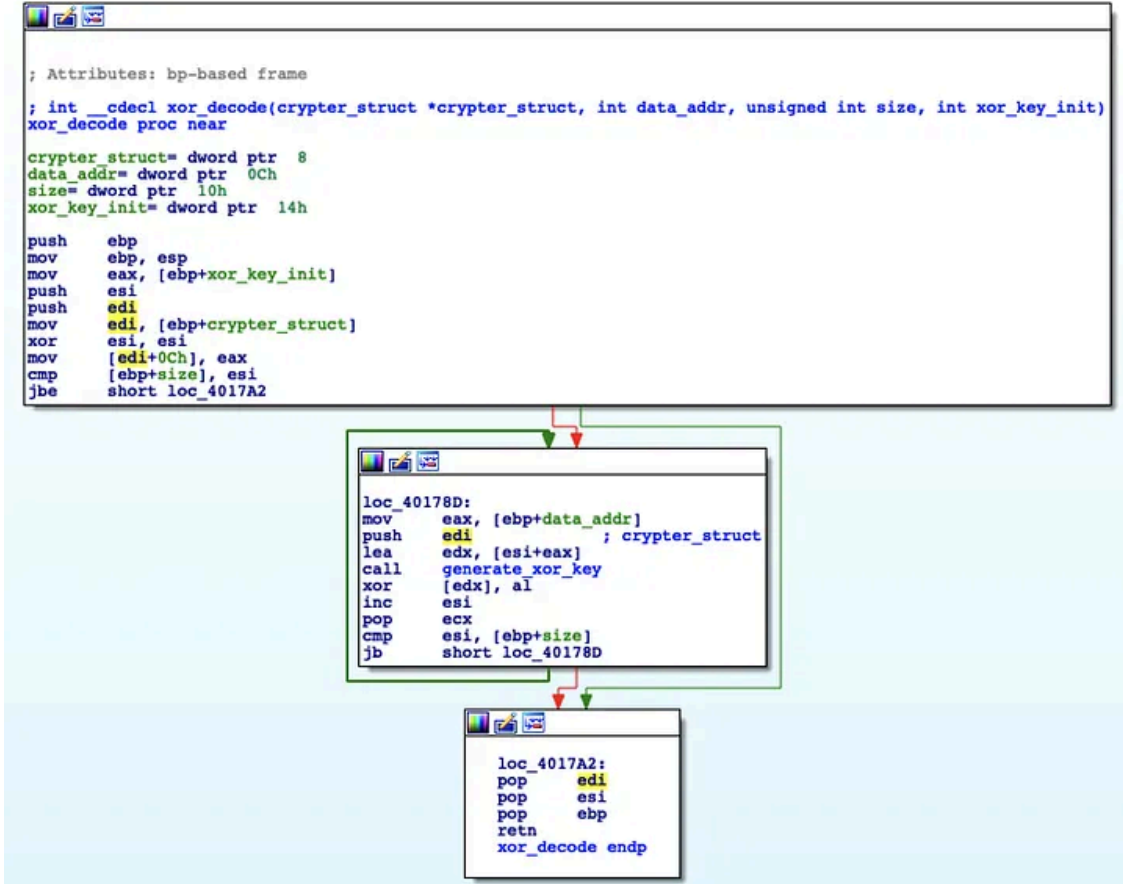 ; Attributes: bp-based frame
; int __cdecl xor_decode(crypter_struct *crypter_struct, int data_addr, unsigned int size, int xor_key_init)
xor_decode proc near
crypter_struct= dword ptr  8
data_addr= dword ptr  0Ch
size= dword ptr  10h
xor_key_init= dword ptr  14h
push    ebp
mov     ebp, esp
mov     eax, [ebp+xor_key_init]
push    esi
push    edi
mov     edi, [ebp+crypter_struct]
xor     esi, esi
mov     [edi+0Ch], eax
cmp     [ebp+size], esi
jbe     short loc_4017A2
loc_40178D:
mov     eax, [ebp+data_addr]
push    edi             ; crypter_struct
lea     edx, [esi+eax]
call    generate_xor_key
xor     [edx], al
inc     esi
pop     ecx
cmp     esi, [ebp+size]
jb      short loc_40178D
loc_4017A2:
pop     edi
pop     esi
pop     ebp
retn
xor_decode endp